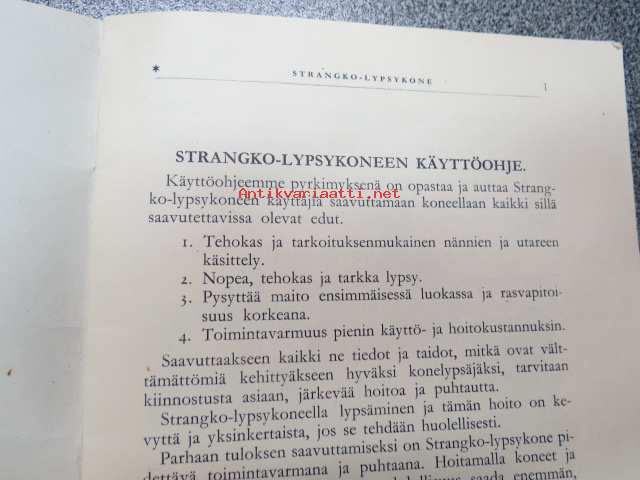 * STRANGKO-LYPSYKONE 1
STRANGKO-LYPSYKONEEN KÄYTTÖOHJE.
Käyttöohjeemme pyrkimyksenä on opastaa ja auttaa Strang-
Antikvariaatti.net
ko-lypsykoneen käyttäjiä saavuttamaan koneellaan kaikki sillä
saavutettavissa olevat edut.
1. Tehokas ja tarkoituksenmukainen nännien ja utareen
käsittely.
2. Nopea, tehokas ja tarkka lypsy.
3. Pysyttää maito ensimmäisessä luokassa ja rasvapitoi-
suus korkeana.
4. Toimintavarmuus pienin käyttö- ja hoitokustannuksin.
Saavuttaakseen kaikki ne tiedot ja taidot, mitkä ovat vält-
tämättömiä kehittyäkseen hyväksi konelypsäjäksi, tarvitaan
kiinnostusta asiaan, järkevää hoitoa ja puhtautta.
Strangko-lypsykoneella lypsäminen ja tämän hoito on ke-
vyttä ja yksinkertaista, jos se tehdään huolellisesti.
Parhaan tuloksen saavuttamiseksi on Strangko-lypsykone pi-
dettävä toimintavarmana ja puhtaana. Hoitamalla koneet ja
saada enemmän,